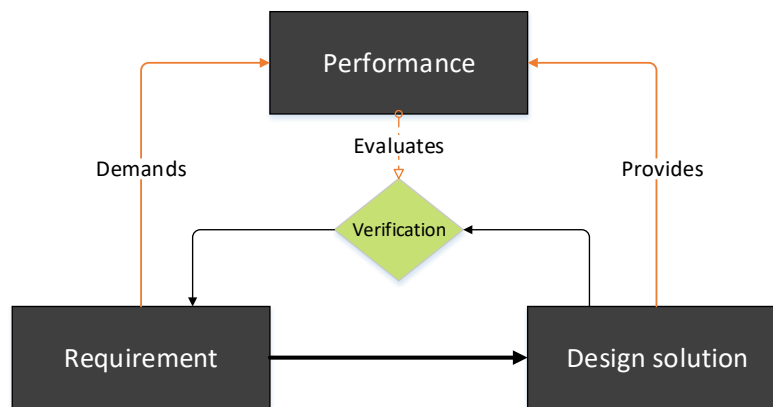 Performance
Evaluates
Demands
Provides
Verification
Requirement
Design solution